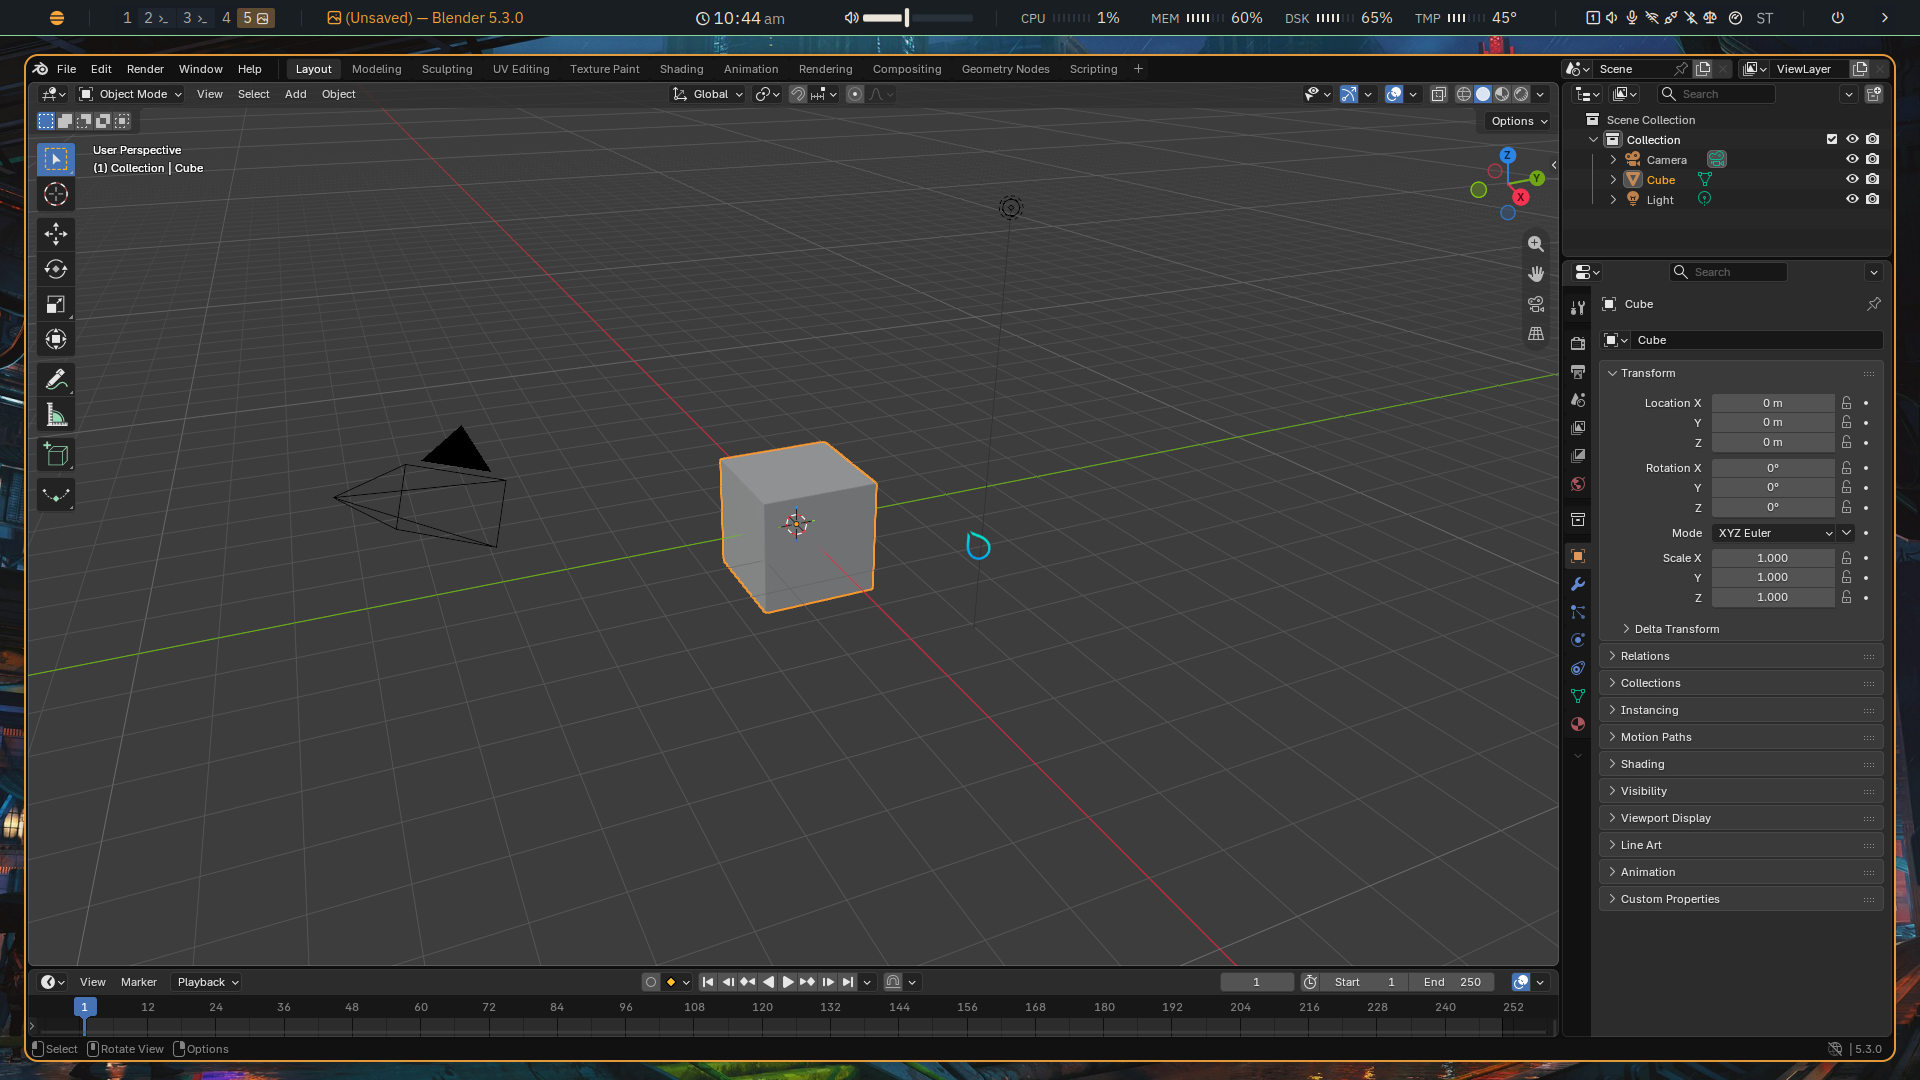 1 2 3 4 5 (Unsaved) — Blender 5.3.0 10:44 am CPU 1% MEM 60% DSK 65% TMP 45° 1 ST
File Edit Render Window Help Layout Modeling Sculpting UV Editing Texture Paint Shading Animation Rendering Compositing Geometry Nodes Scripting + Scene ViewLayer
Object Mode View Select Add Object Global Search
Options
User Perspective
(1) Collection | Cube
Z
Y
X
Scene Collection
Collection
Camera
Cube
Light
Search
Cube
Cube
Transform
Location X 0 m
Y 0 m
Z 0 m
Rotation X 0°
Y 0°
Z 0°
Mode XYZ Euler
Scale X 1.000
Y 1.000
Z 1.000
Delta Transform
Relations
Collections
Instancing
Motion Paths
Shading
Visibility
Viewport Display
Line Art
Animation
Custom Properties
View Marker Playback 1 Start 1 End 250
1 12 24 36 48 60 72 84 96 108 120 132 144 156 168 180 192 204 216 228 240 252
Select Rotate View Options | 5.3.0